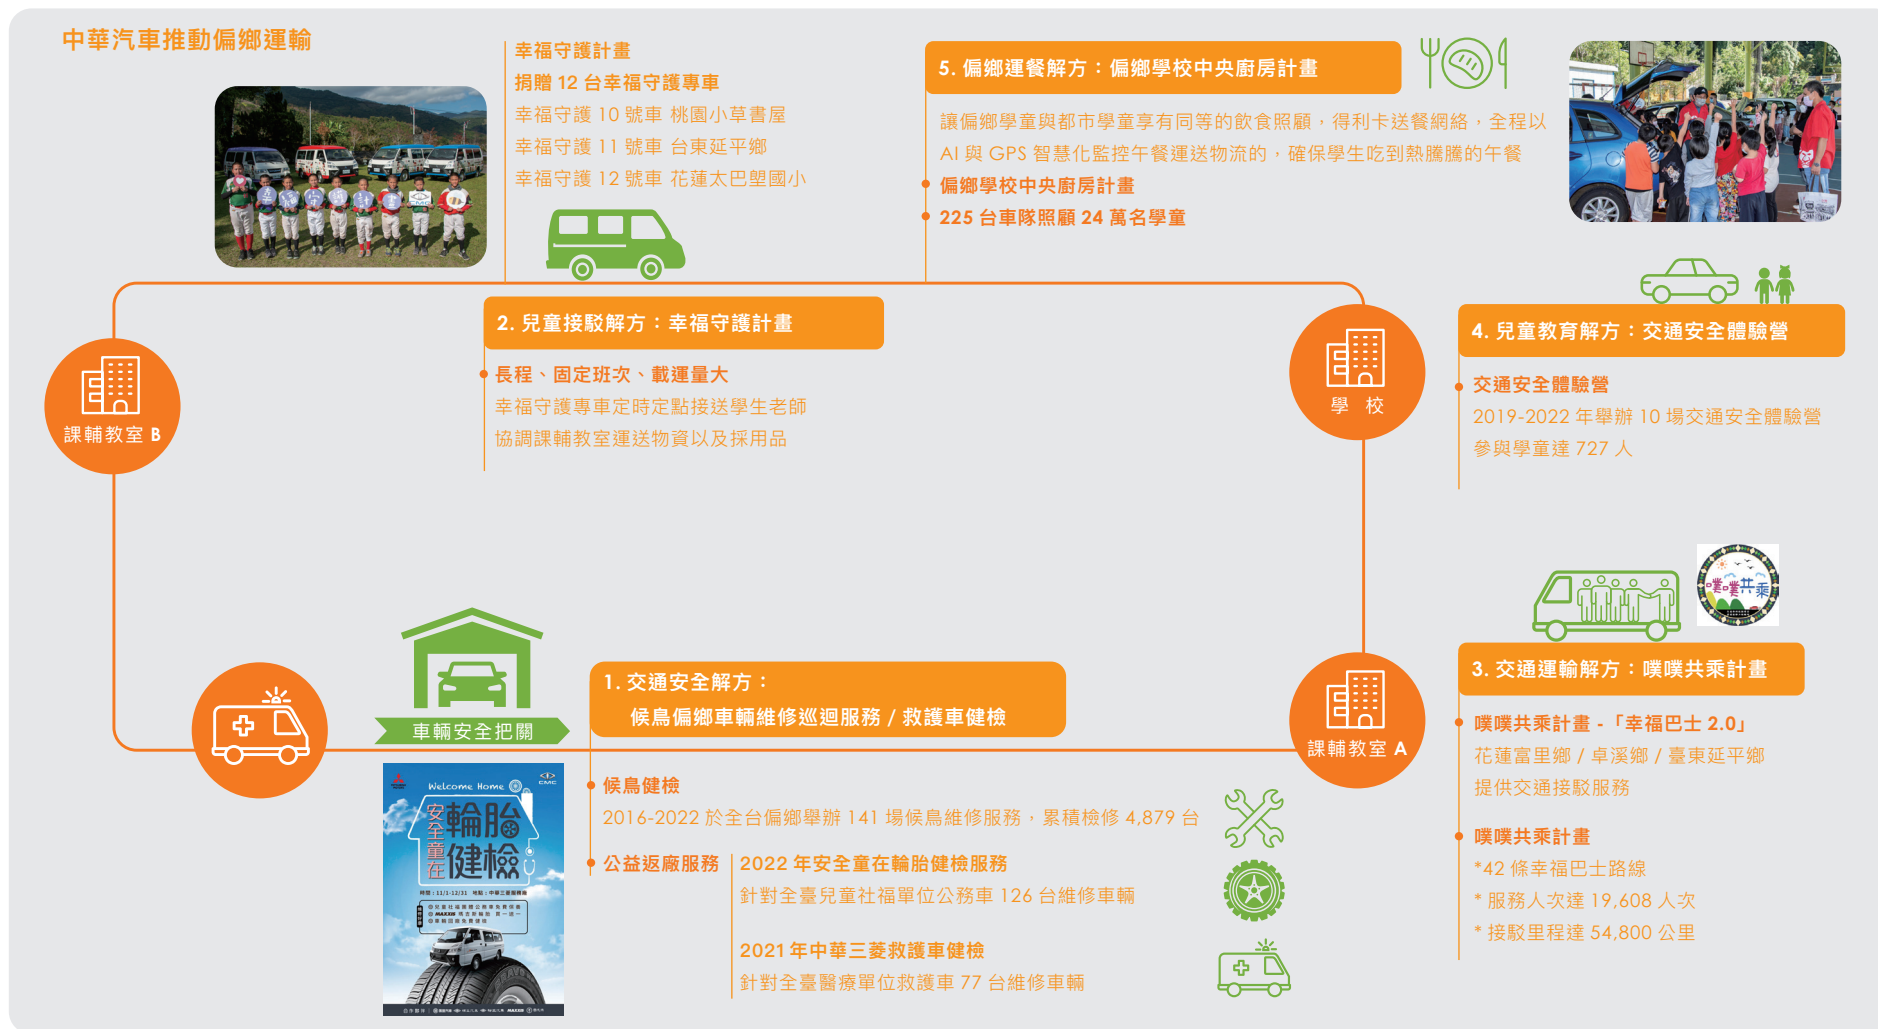 中華汽車推動偏鄉運輸
幸福守護計畫
捐贈 12 台幸福守護專車
幸福守護 10 號車 桃園小草書屋
幸福守護 11 號車 台東延平鄉
幸福守護 12 號車 花蓮太巴塱國小
5. 偏鄉運餐解方：偏鄉學校中央廚房計畫
讓偏鄉學童與都市學童享有同等的飲食照顧，得利卡送餐網絡，全程以
AI 與 GPS 智慧化監控午餐運送物流的，確保學生吃到熱騰騰的午餐
偏鄉學校中央廚房計畫
225 台車隊照顧 24 萬名學童
2. 兒童接駁解方：幸福守護計畫
長程、固定班次、載運量大
幸福守護專車定時定點接送學生老師
協調課輔教室運送物資以及採用品
課輔教室 B
學 校
4. 兒童教育解方：交通安全體驗營
交通安全體驗營
2019-2022 年舉辦 10 場交通安全體驗營
參與學童達 727 人
車輛安全把關
1. 交通安全解方：
候鳥偏鄉車輛維修巡迴服務 / 救護車健檢
候鳥健檢
2016-2022 於全台偏鄉舉辦 141 場候鳥維修服務，累積檢修 4,879 台
公益返廠服務
2022 年安全童在輪胎健檢服務
針對全臺兒童社福單位公務車 126 台維修車輛
2021 年中華三菱救護車健檢
針對全臺醫療單位救護車 77 台維修車輛
課輔教室 A
噗噗共乘
3. 交通運輸解方：噗噗共乘計畫
噗噗共乘計畫 -「幸福巴士 2.0」
花蓮富里鄉 / 卓溪鄉 / 臺東延平鄉
提供交通接駁服務
噗噗共乘計畫
*42 條幸福巴士路線
* 服務人次達 19,608 人次
* 接駁里程達 54,800 公里
Welcome Home
CMC
安全童在
輪胎
健檢
時間：11/1-12/31 地點：中華三菱服務廠
MAXXIS